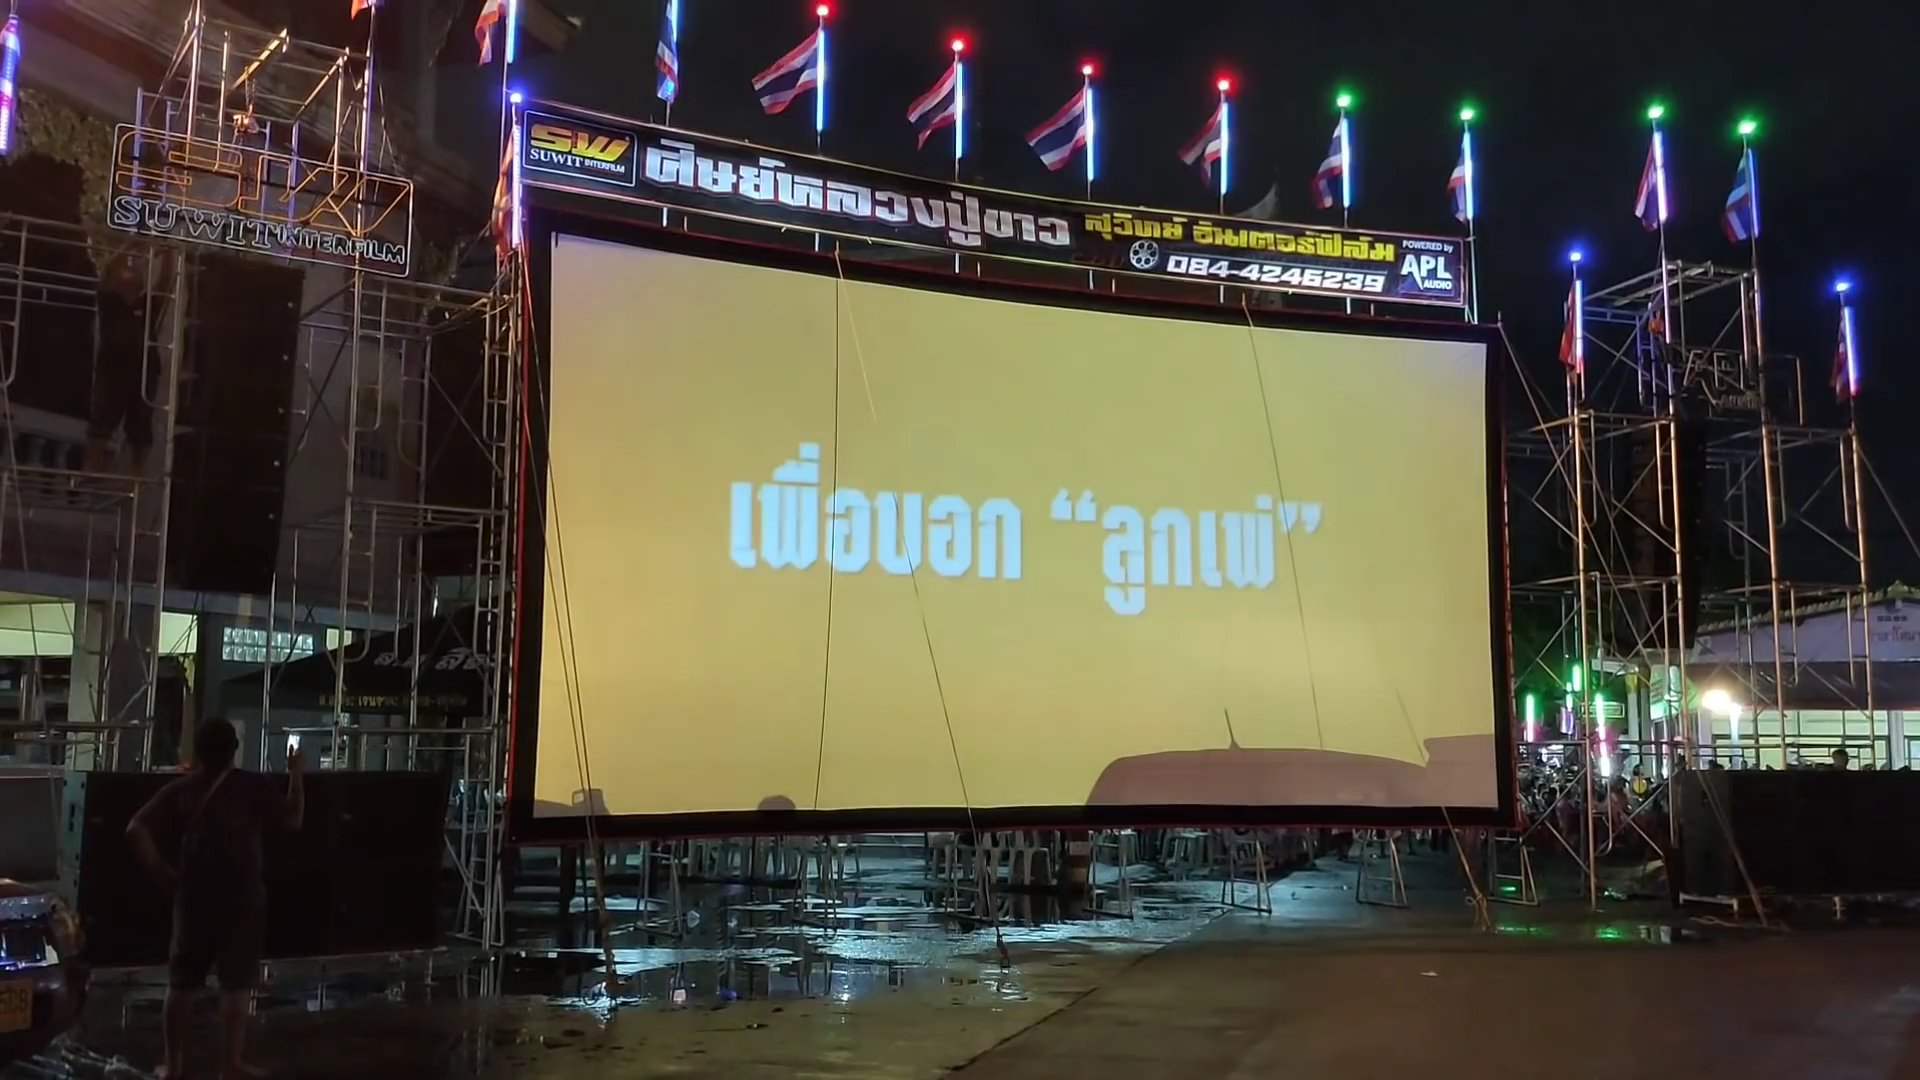 SUWIT INTERFILM
SW
SUWIT INTERFILM
ศิษย์หลวงปู่ขาว
สุวิทย์ อินเตอร์ฟิล์ม
084-4246239
POWERED by
APL
AUDIO
เพื่อบอก “ลูกเพ่”